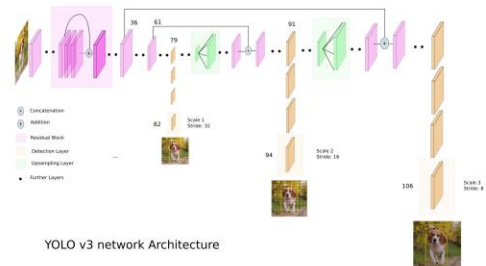 36
61
79
91
+
*
*
Concatenation
Addition
Residual Block
Detection Layer
Upsampling Layer
Further Layers
...
82
Scale 1
Stride: 32
94
Scale 2
Stride: 16
106
Scale 3
Stride: 8
YOLO v3 network Architecture